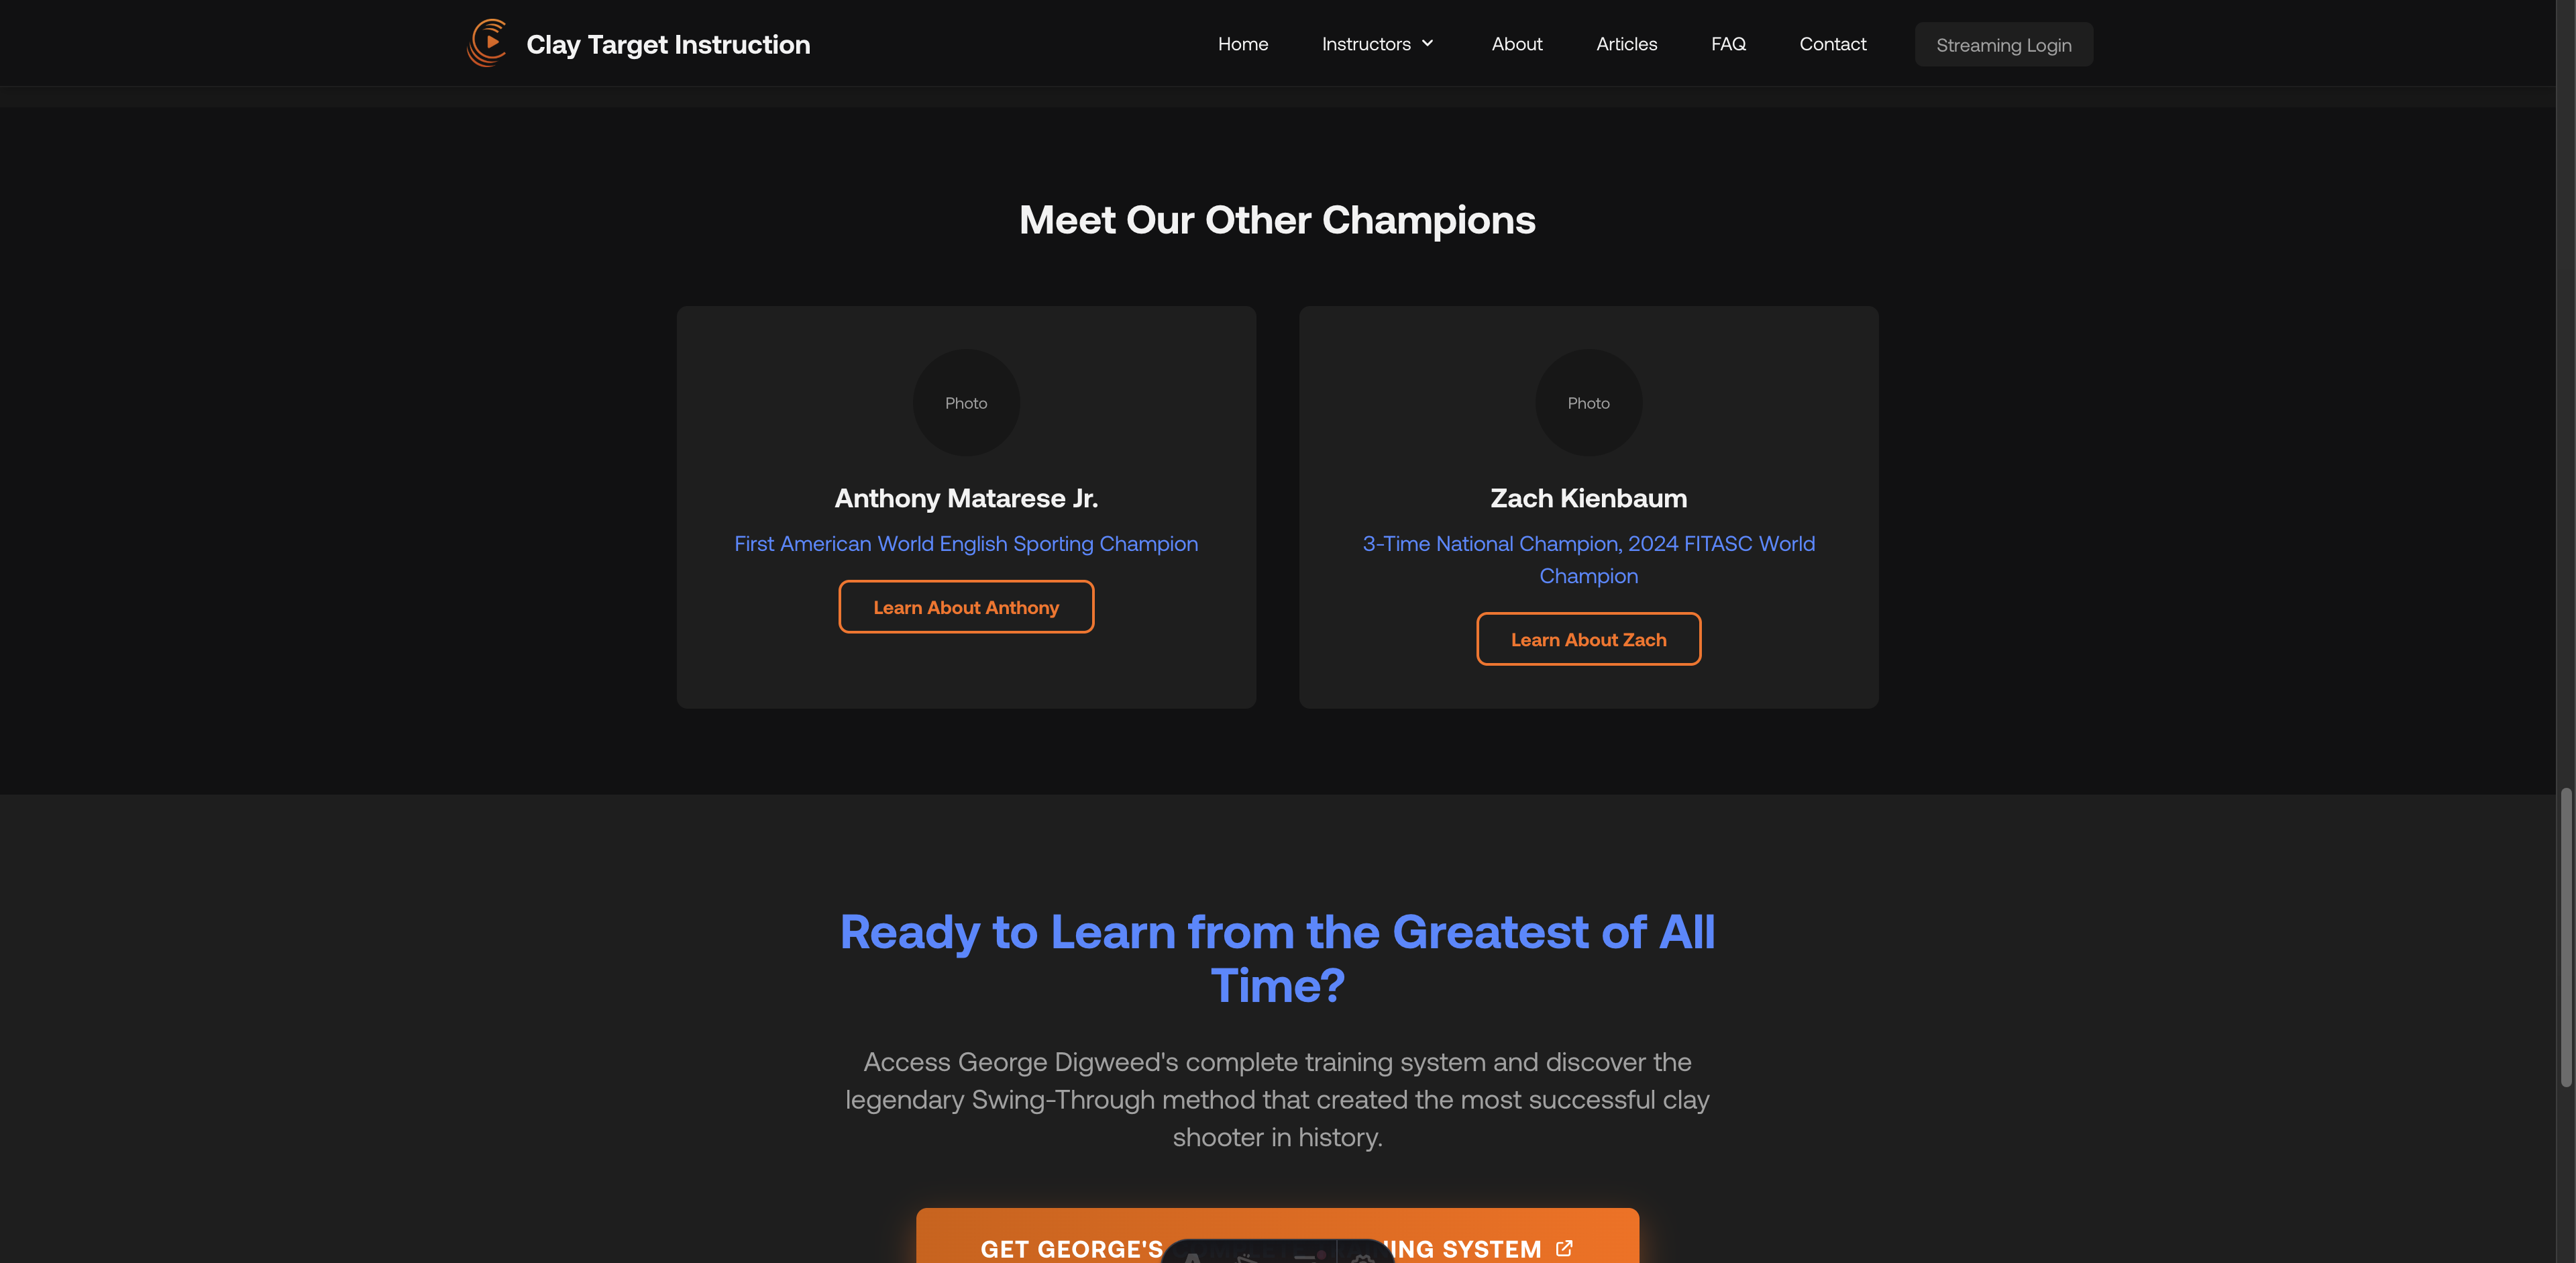 Clay Target Instruction
Home
Instructors
About
Articles
FAQ
Contact
Streaming Login
Meet Our Other Champions
Photo
Anthony Matarese Jr.
First American World English Sporting Champion
Learn About Anthony
Photo
Zach Kienbaum
3-Time National Champion, 2024 FITASC World
Champion
Learn About Zach
Ready to Learn from the Greatest of All
Time?
Access George Digweed's complete training system and discover the
legendary Swing-Through method that created the most successful clay
shooter in history.
GET GEORGE'S SYSTEM